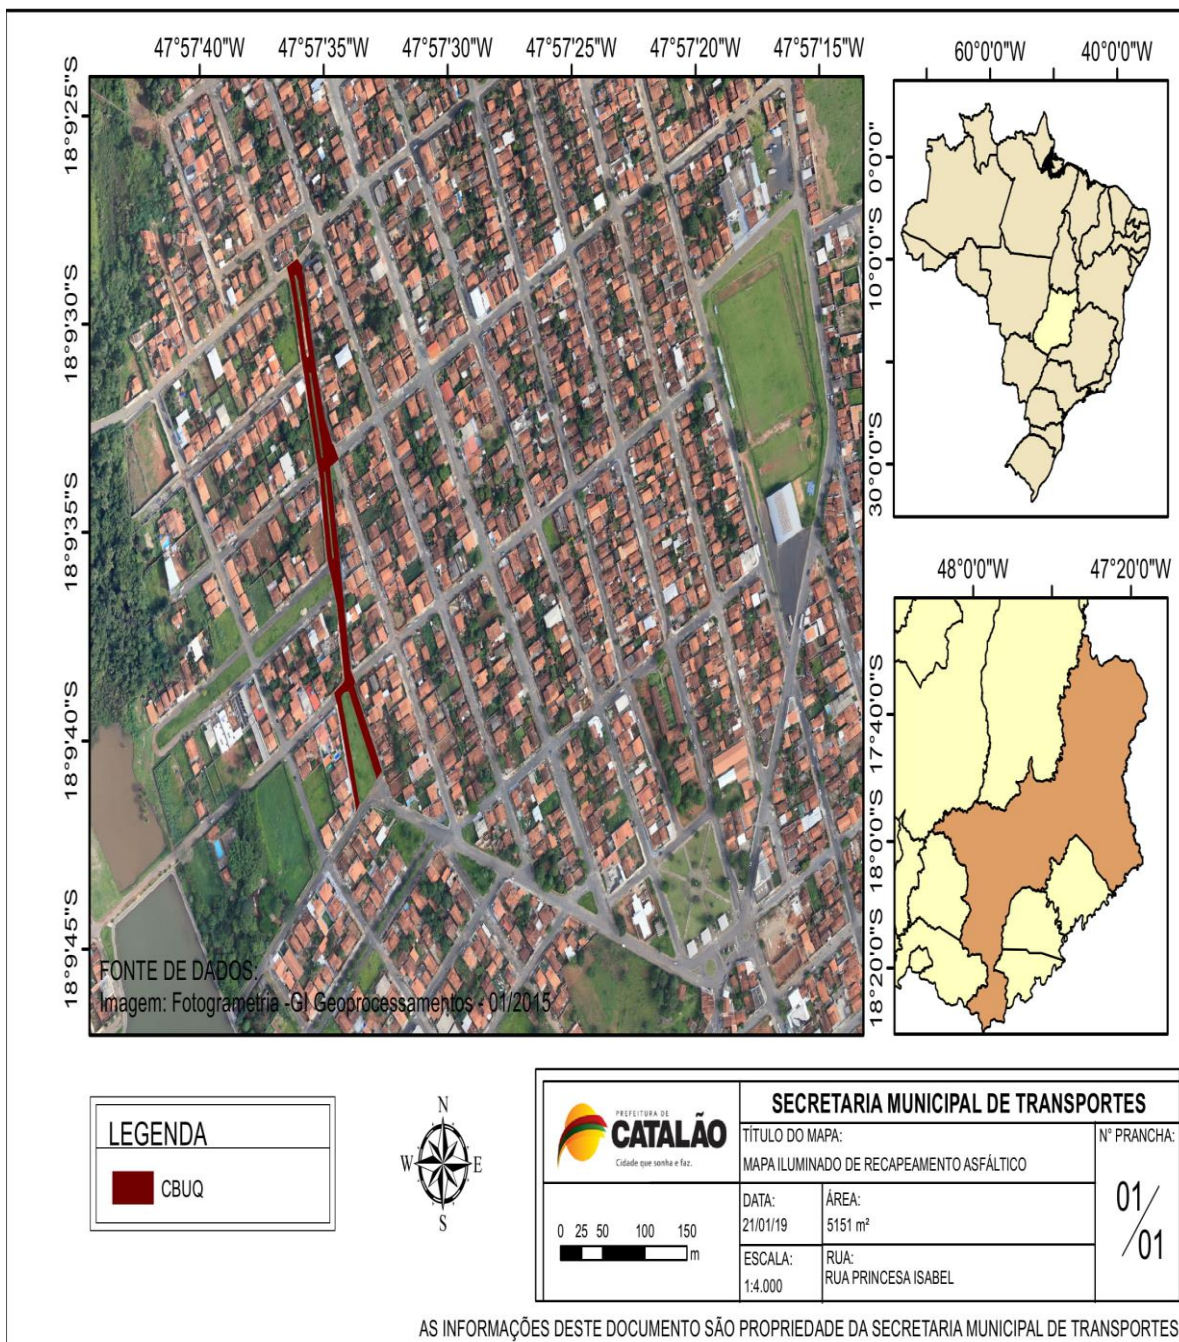 47°57'40"W 47°57'35"W 47°57'30"W 47°57'25"W 47°57'20"W 47°57'15"W
60°0'0"W 40°0'0"W
18°9'25"S
18°9'30"S
18°9'35"S
18°9'40"S
18°9'45"S
0°0'0"
10°0'0"S
30°0'0"S
48°0'0"W 47°20'0"W
17°40'0"S
18°0'0"S
18°20'0"S
FONTE DE DADOS:
Imagem: Fotogrametria -GI Geoprocessamentos - 01/2015
LEGENDA
CBUQ
N
W E
S
PREFEITURA DE
CATALÃO
Cidade que sonha e faz.
0 25 50 100 150
m
SECRETARIA MUNICIPAL DE TRANSPORTES
TÍTULO DO MAPA:
MAPA ILUMINADO DE RECAPEAMENTO ASFÁLTICO
N° PRANCHA:
01/01
DATA:
21/01/19
ÁREA:
5151 m²
ESCALA:
1:4.000
RUA:
RUA PRINCESA ISABEL
AS INFORMAÇÕES DESTE DOCUMENTO SÃO PROPRIEDADE DA SECRETARIA MUNICIPAL DE TRANSPORTES